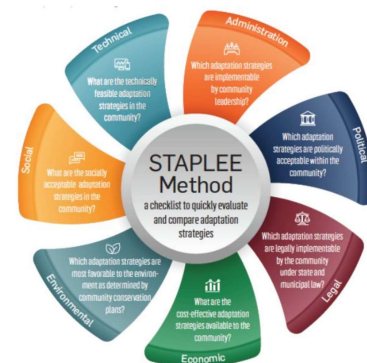 STAPLEE
Method
a checklist to quickly evaluate
and compare adaptation
strategies
Social
What are the socially
acceptable adaptation
strategies in the
community?
Technical
What are the technically
feasible adaptation
strategies in the
community?
Administration
Which adaptation strategies
are implementable
by community
leadership?
Political
Which adaptation
strategies are politically
acceptable within the
community?
Legal
Which adaptation strategies
are legally implementable
by the community
under state and
municipal law?
Economic
What are the
cost-effective adaptation
strategies available to the
community?
Environmental
Which adaptation strategies are
most favorable to the environ-
ment as determined by
community conservation
plans?